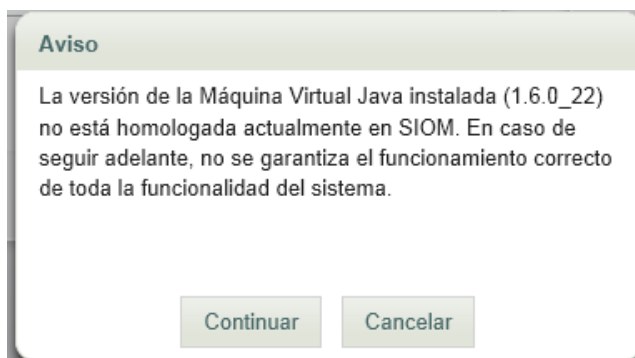 Aviso
La versión de la Máquina Virtual Java instalada (1.6.0_22)
no está homologada actualmente en SIOM. En caso de
seguir adelante, no se garantiza el funcionamiento correcto
de toda la funcionalidad del sistema.
Continuar Cancelar